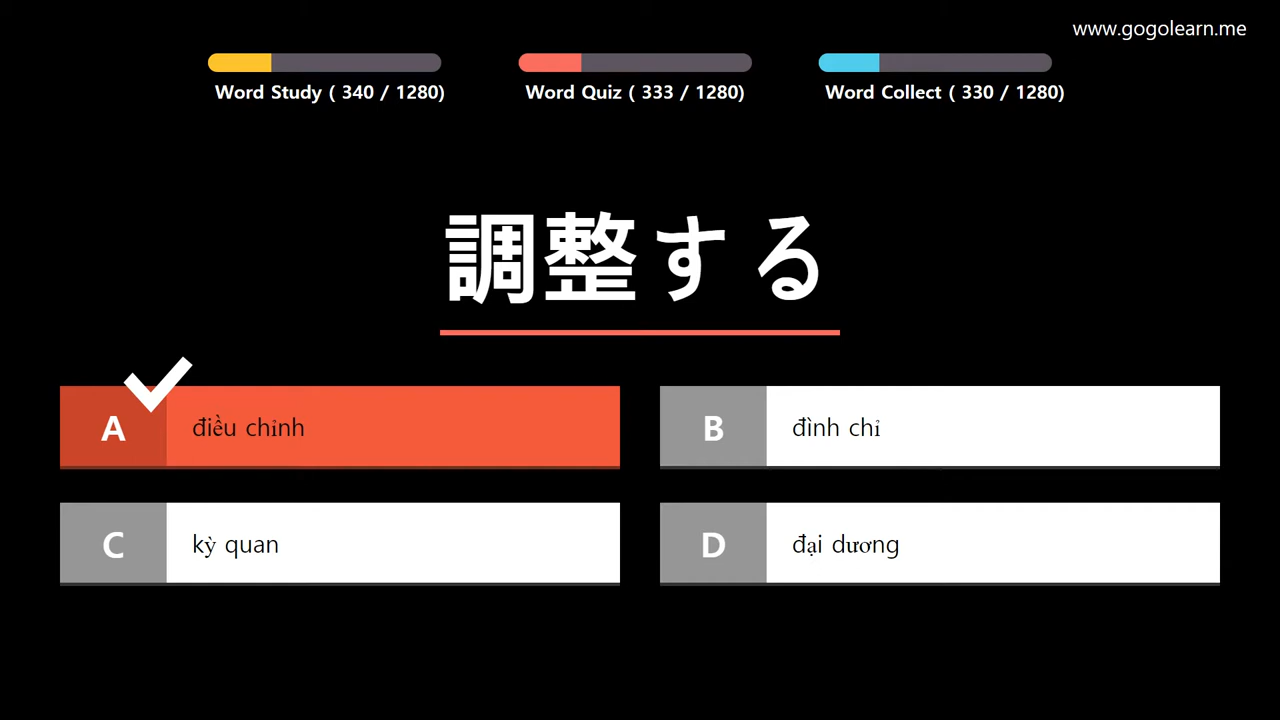 www.gogolearn.me
Word Study ( 340 / 1280)
Word Quiz ( 333 / 1280)
Word Collect ( 330 / 1280)
調整する
A điều chỉnh
B đình chỉ
C kỳ quan
D đại dương